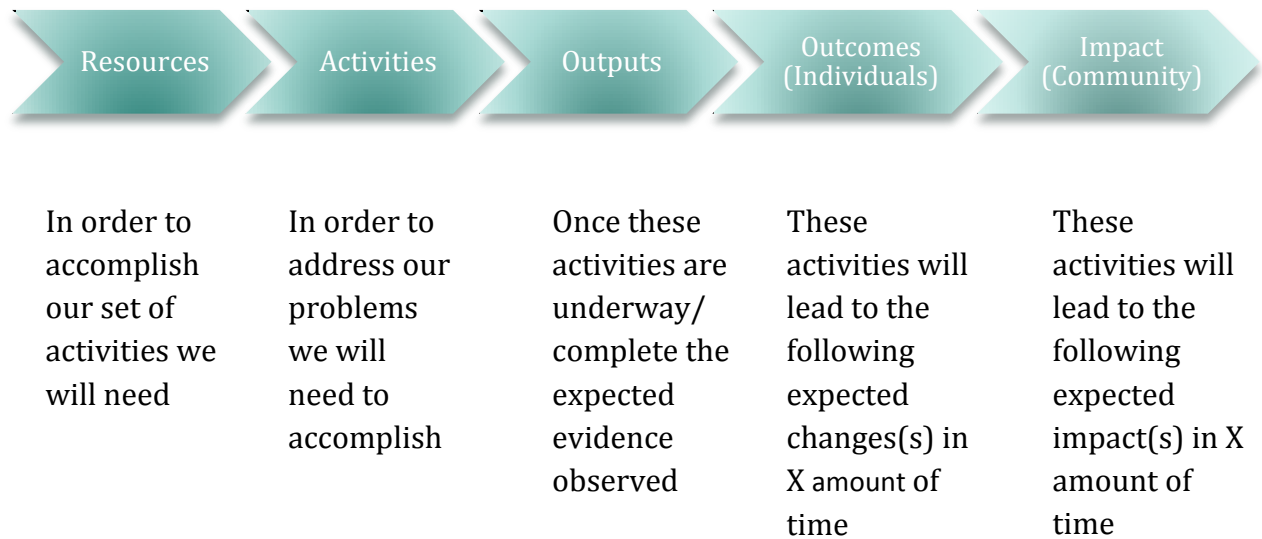 Resources
Activities
Outputs
Outcomes
(Individuals)
Impact
(Community)
In order to
accomplish
our set of
activities we
will need
In order to
address our
problems
we will
need to
accomplish
Once these
activities are
underway/
complete the
expected
evidence
observed
These
activities will
lead to the
following
expected
changes(s) in
X amount of
time
These
activities will
lead to the
following
expected
impact(s) in X
amount of
time